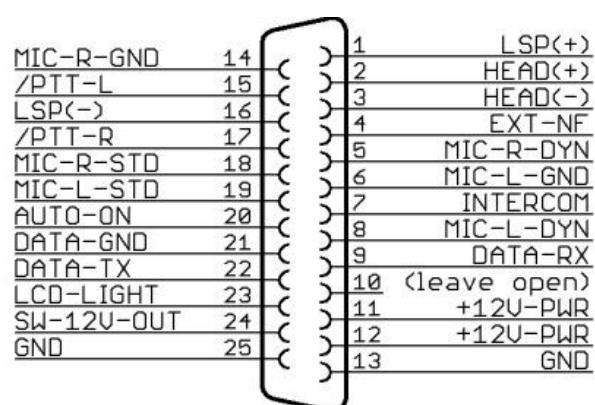 MIC-R-GND 14
/PTT-L 15
LSP(-) 16
/PTT-R 17
MIC-R-STD 18
MIC-L-STD 19
AUTO-ON 20
DATA-GND 21
DATA-TX 22
LCD-LIGHT 23
SW-12V-OUT 24
GND 25
1 LSP(+)
2 HEAD(+)
3 HEAD(-)
4 EXT-NF
5 MIC-R-DYN
6 MIC-L-GND
7 INTERCOM
8 MIC-L-DYN
9 DATA-RX
10 (leave open)
11 +12V-PWR
12 +12V-PWR
13 GND